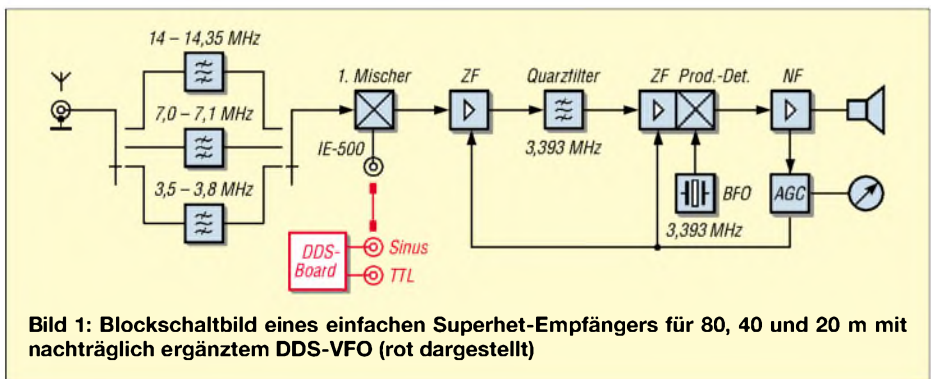 14 – 14,35 MHz
7,0 – 7,1 MHz
3,5 – 3,8 MHz
1. Mischer
IE-500
ZF
Quarzfilter
3,393 MHz
ZF Prod.-Det.
NF
BFO
3,393 MHz
AGC
DDS-
Board
Sinus
TTL
Bild 1: Blockschaltbild eines einfachen Superhet-Empfängers für 80, 40 und 20 m mit
nachträglich ergänztem DDS-VFO (rot dargestellt)